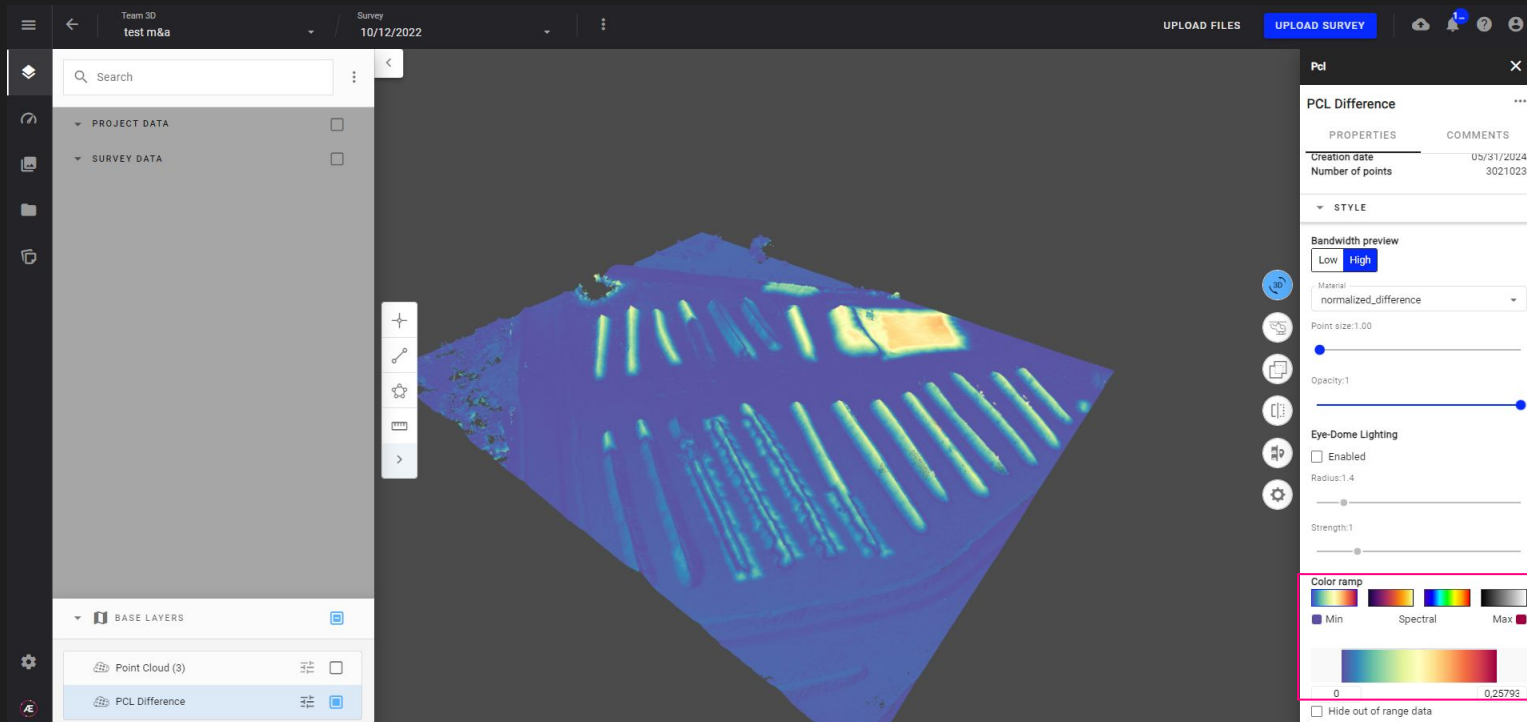 Team 3D
test m&a
Survey
10/12/2022
UPLOAD FILES
UPLOAD SURVEY
1...
Search
PROJECT DATA
SURVEY DATA
BASE LAYERS
Point Cloud (3)
PCL Difference
Æ
3D
Pcl
PCL Difference
PROPERTIES COMMENTS
Creation date 05/31/2024
Number of points 3021023
STYLE
Bandwidth preview
Low High
Material
normalized_difference
Point size:1.00
Opacity:1
Eye-Dome Lighting
Enabled
Radius:1.4
Strength:1
Color ramp
Min Spectral Max
0 0,25793
Hide out of range data